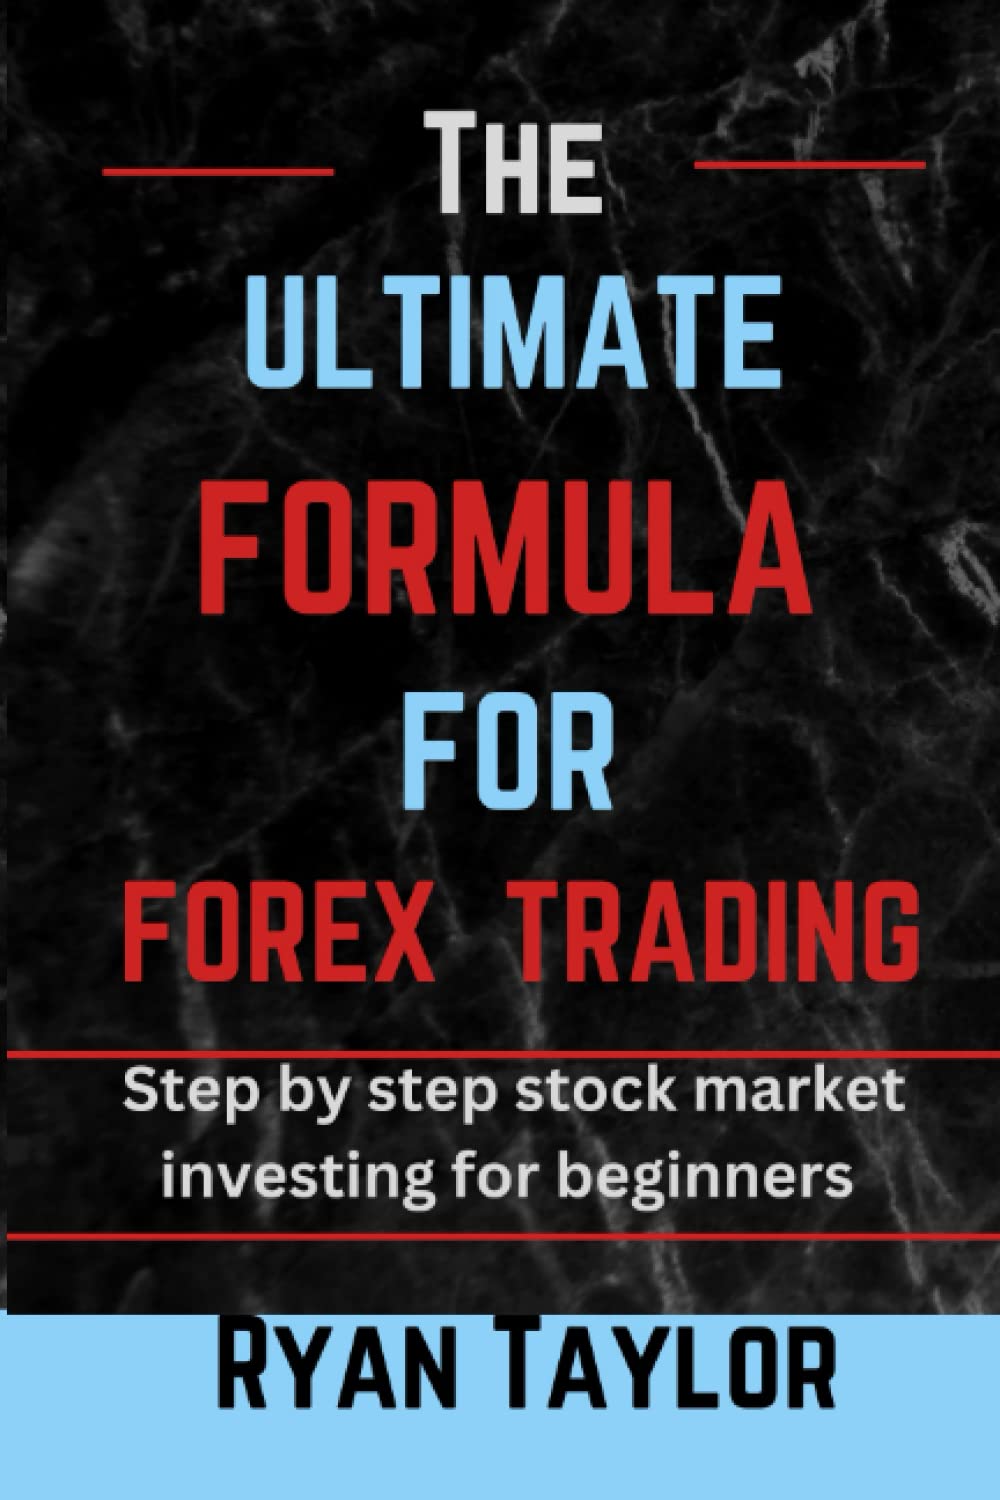 THE
ULTIMATE
FORMULA
FOR
FOREX TRADING
Step by step stock market
investing for beginners
RYAN TAYLOR